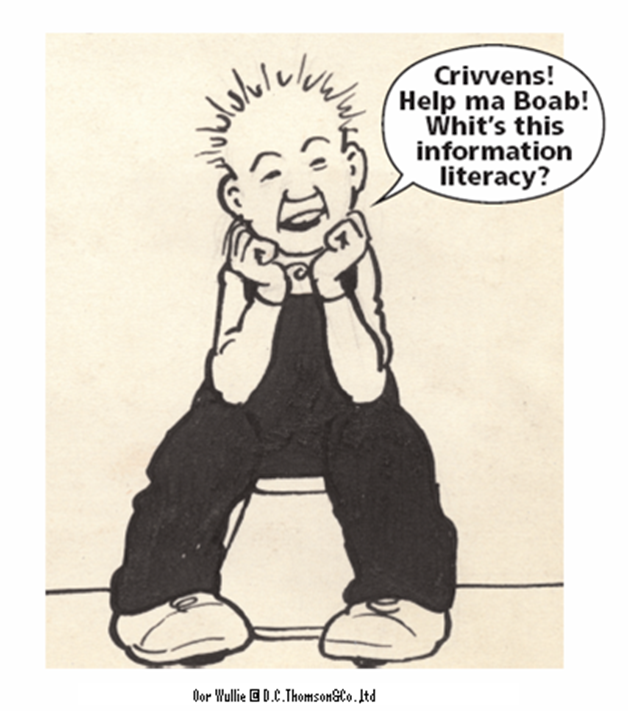 Crivvens!
Help ma Boab!
Whit's this
information
literacy?
Oor Wullie © D.C.Thomson&Co.,ltd